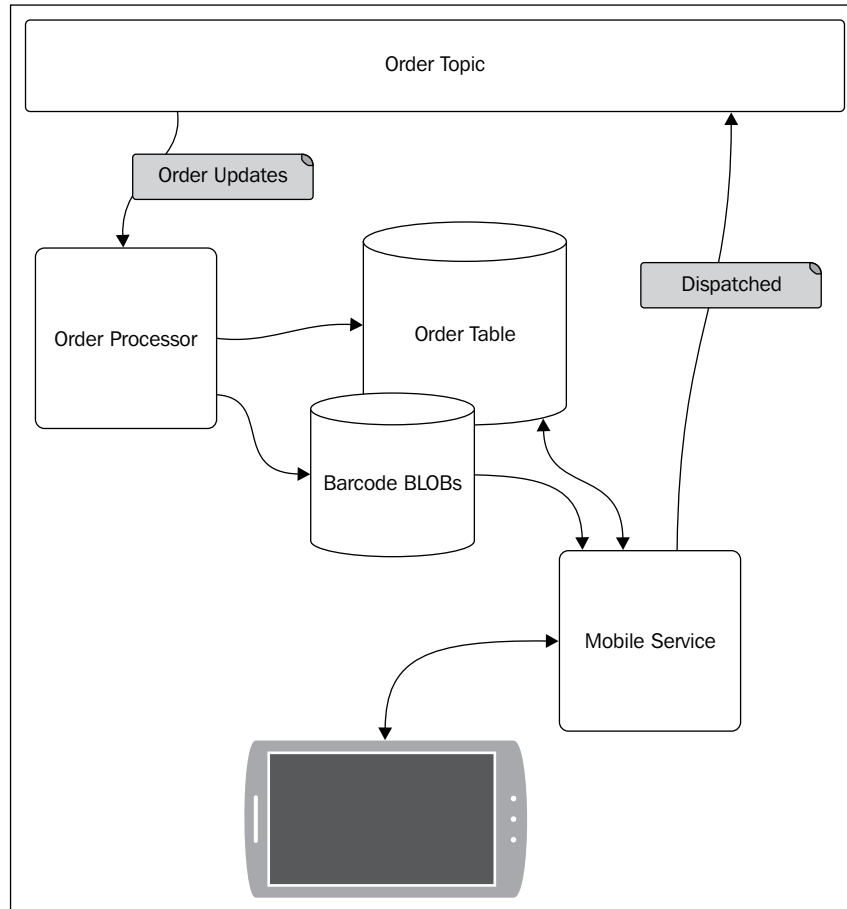 Order Topic
Order Updates
Dispatched
Order Processor
Order Table
Barcode BLOBs
Mobile Service